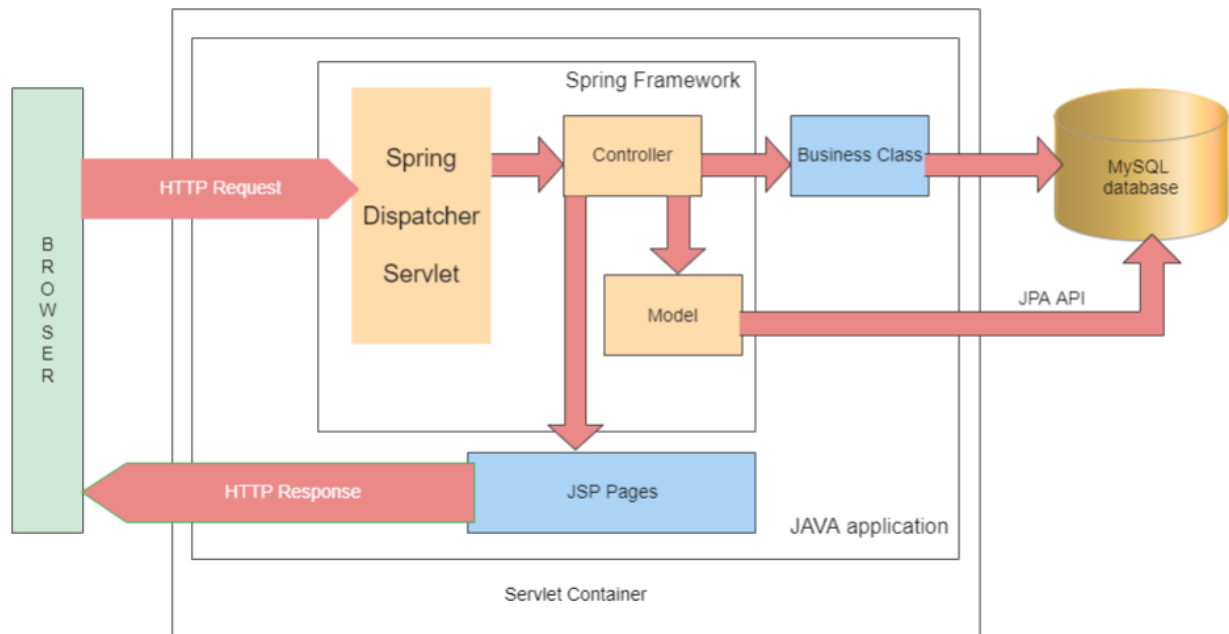 Spring Framework
Spring
Dispatcher
Servlet
Controller
Business Class
MySQL
database
HTTP Request
BROWSER
Model
JPA API
HTTP Response
JSP Pages
JAVA application
Servlet Container